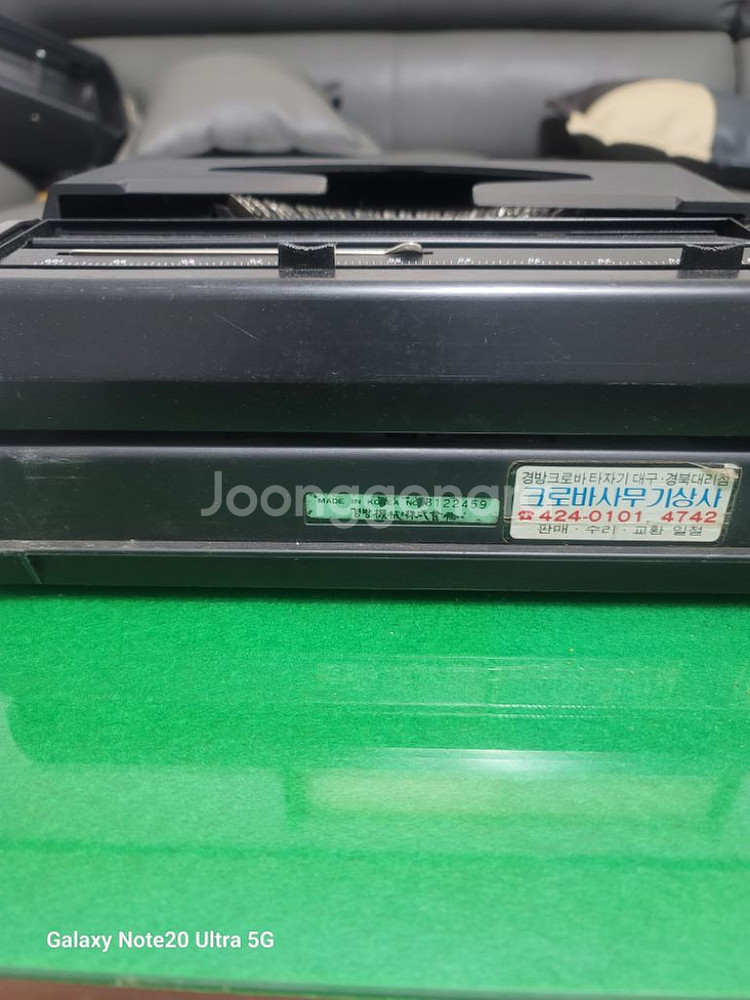 경방크로바타자기 대구·경북대리점
크로바사무기상사
☎424-0101 4742
판매·수리·교환 일절
MADE IN KOREA No 8122459
Joonggonar
Galaxy Note20 Ultra 5G